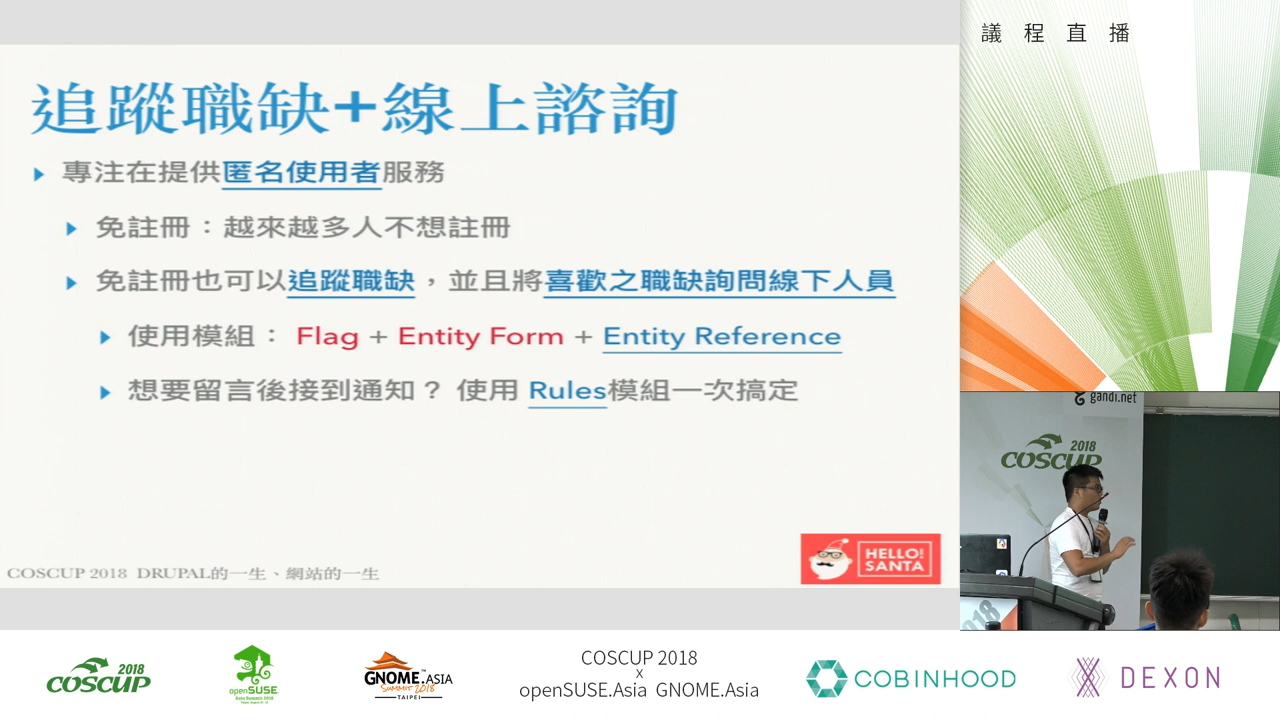 議程直播
追蹤職缺+線上諮詢
專注在提供匿名使用者服務
免註冊：越來越多人不想註冊
免註冊也可以追蹤職缺，並且將喜歡之職缺詢問線下人員
使用模組： Flag + Entity Form + Entity Reference
想要留言後接到通知？ 使用 Rules模組一次搞定
COSCUP 2018 DRUPAL的一生、網站的一生
HELLO
SANTA
gandi.net
2018
COSCUP
2018
2018
COSCUP
openSUSE
GNOME.ASIA
SUMMIT 2018
TAIPEI
COSCUP 2018
x
openSUSE.Asia GNOME.Asia
COBINHOOD
DEXON